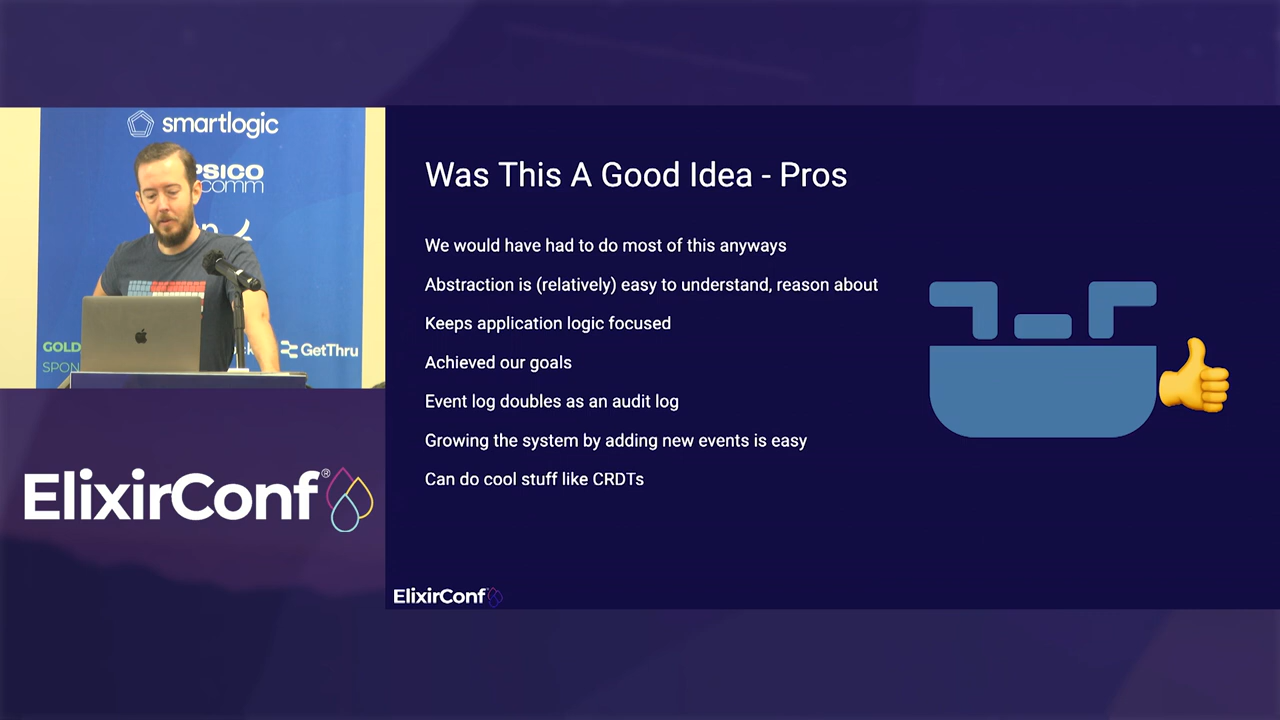 smartlogic
PSICO
comm
GOLD
SPON
GetThru
ElixirConf®
Was This A Good Idea - Pros
We would have had to do most of this anyways
Abstraction is (relatively) easy to understand, reason about
Keeps application logic focused
Achieved our goals
Event log doubles as an audit log
Growing the system by adding new events is easy
Can do cool stuff like CRDTs
ElixirConf